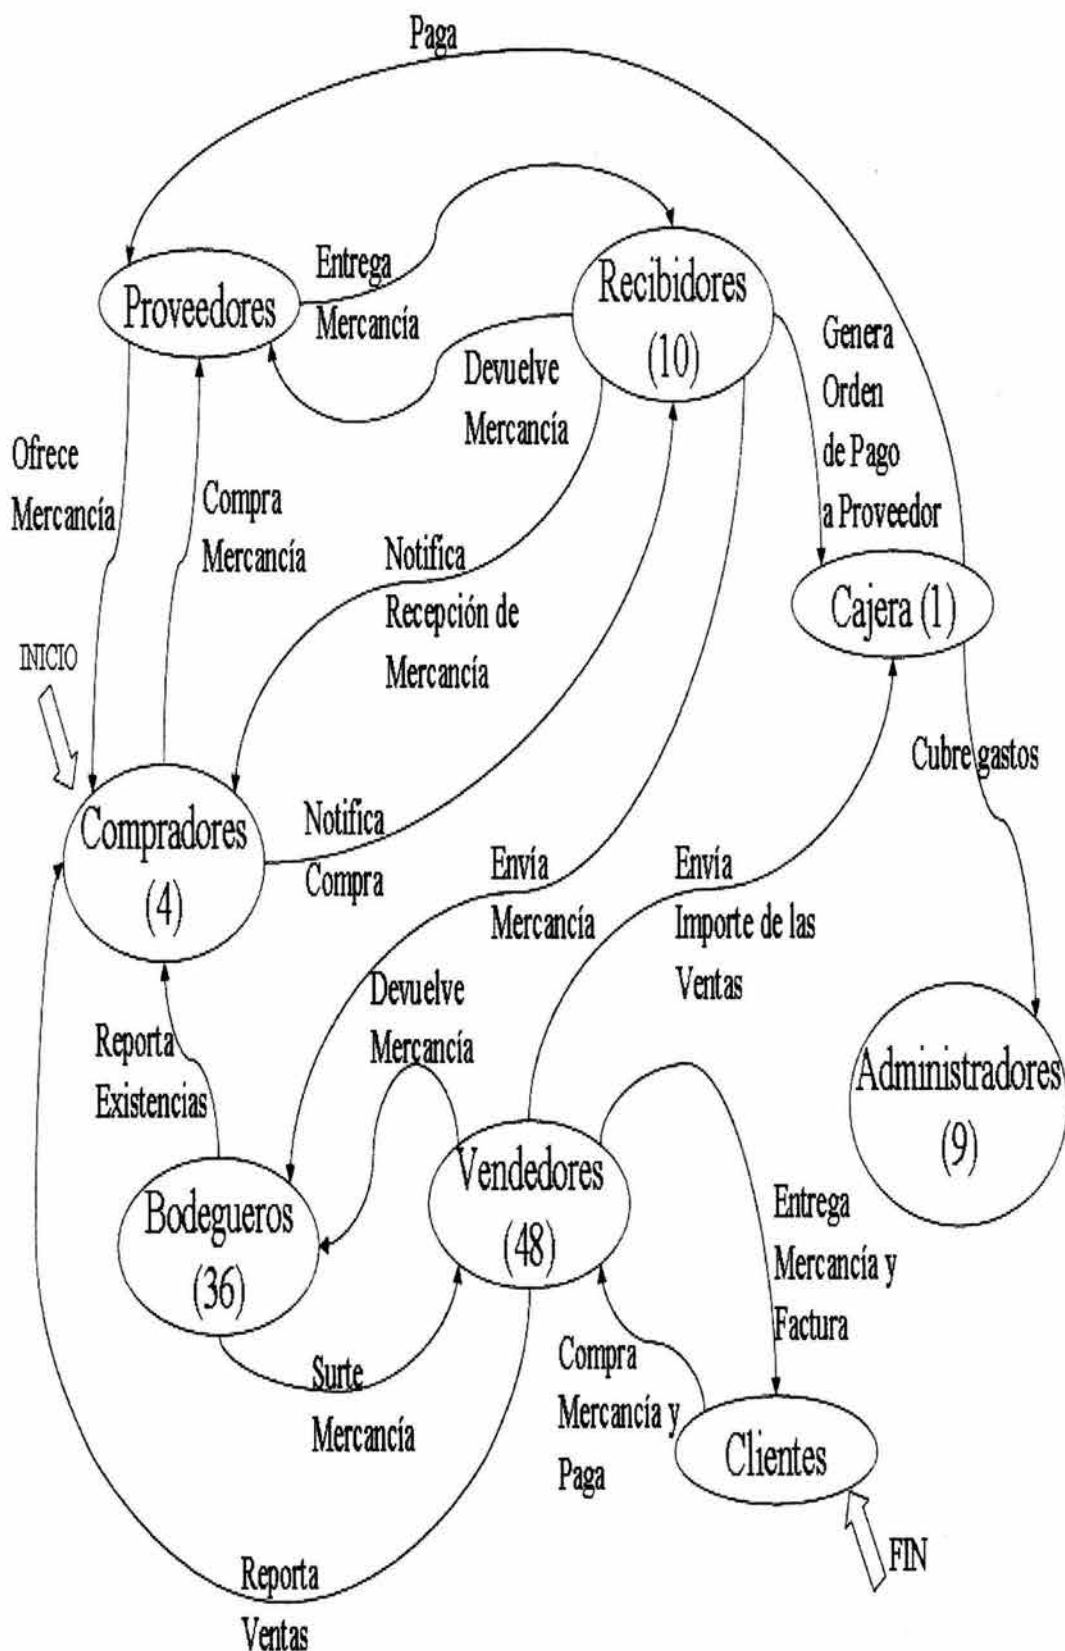 Paga
Entrega
Mercancía
Recibidores
(10)
Proveedores
Devuelve
Mercancía
Genera
Orden
de Pago
a Proveedor
Ofrece
Mercancía
Compra
Mercancía
Notifica
Recepción de
Mercancía
Cajera (1)
INICIO
Cubre gastos
Compradores
(4)
Notifica
Compra
Envía
Mercancía
Envía
Importe de las
Ventas
Devuelve
Mercancía
Reporta
Existencias
Administradores
(9)
Vendedores
(48)
Bodegueros
(36)
Entrega
Mercancía y
Factura
Surte
Mercancía
Compra
Mercancía y
Paga
Clientes
FIN
Reporta
Ventas